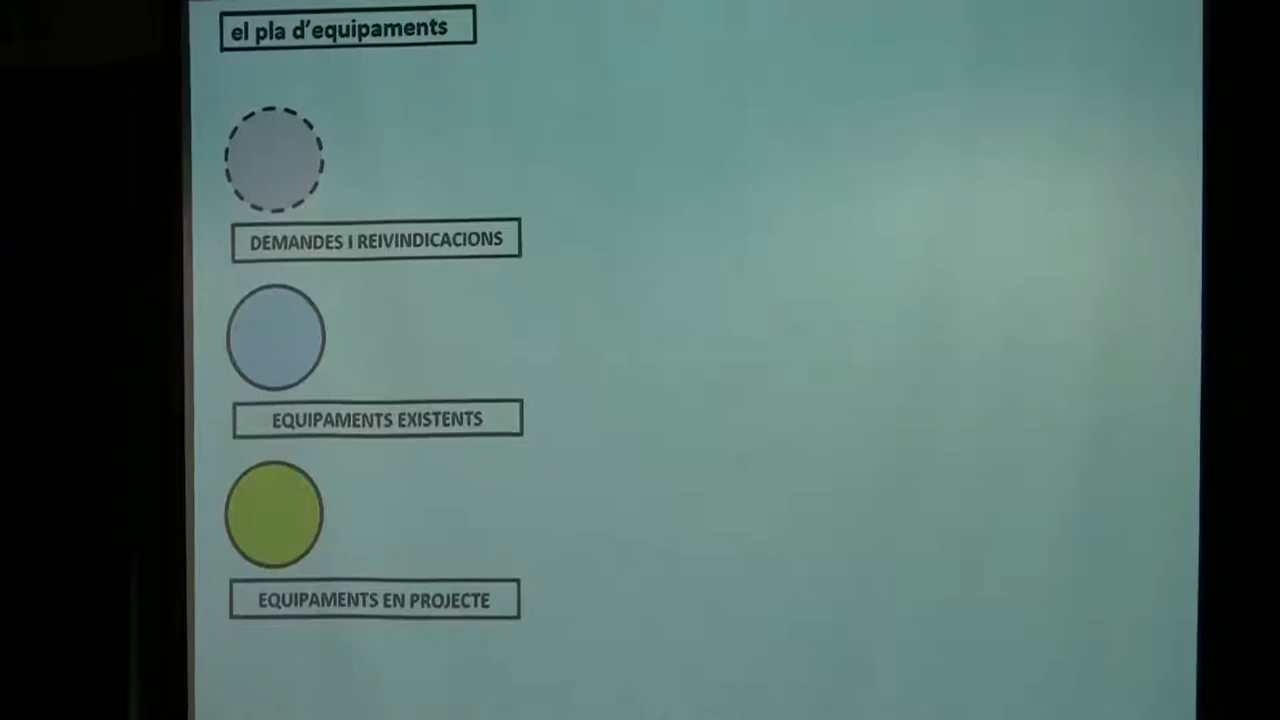 el pla d'equipaments
DEMANDES I REIVINDICACIONS
EQUIPAMENTS EXISTENTS
EQUIPAMENTS EN PROJECTE